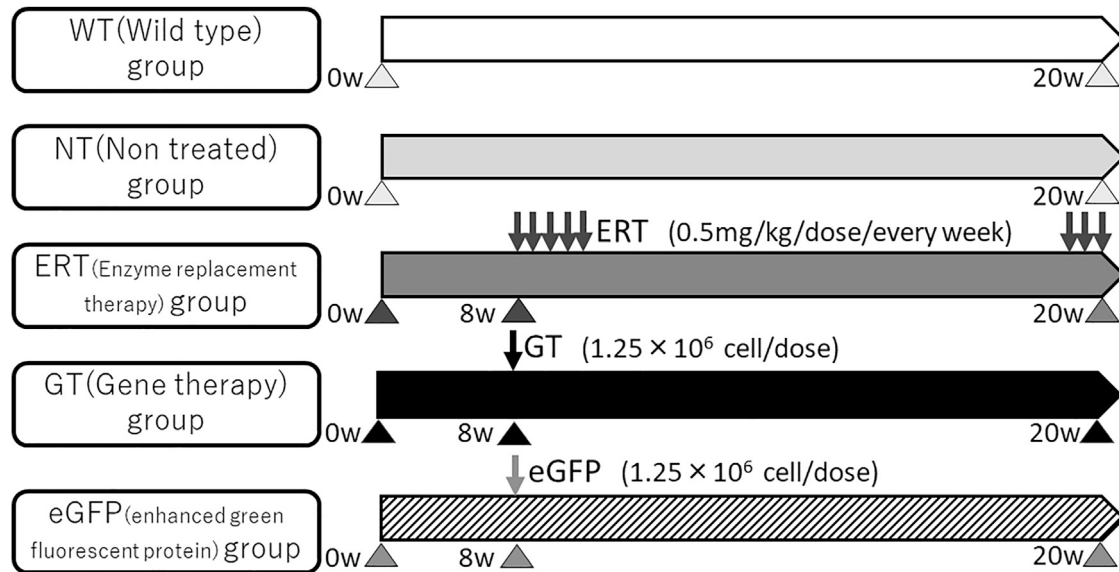 WT(Wild type)
group
0w
20w
NT(Non treated)
group
0w
20w
ERT (0.5mg/kg/dose/every week)
ERT(Enzyme replacement
therapy) group
0w
8w
20w
GT (1.25 × 10⁶ cell/dose)
GT(Gene therapy)
group
0w
8w
20w
eGFP (1.25 × 10⁶ cell/dose)
eGFP(enhanced green
fluorescent protein) group
0w
8w
20w